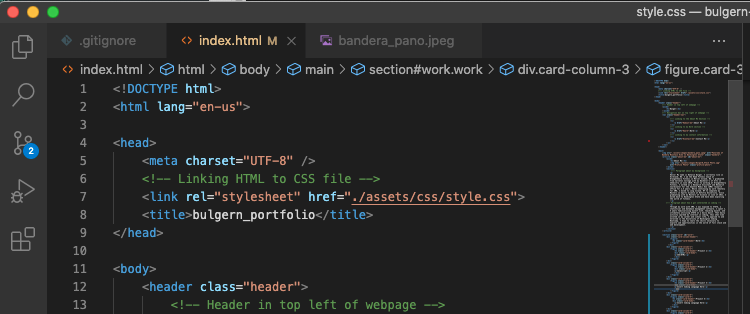 style.css — bulgern-
.gitignore index.html M bandera_pano.jpeg ...
index.html > html > body > main > section#work.work > div.card-column-3 > figure.card-3
1 <!DOCTYPE html>
2 <html lang="en-us">
3
4 <head>
5 <meta charset="UTF-8" />
6 <!-- Linking HTML to CSS file -->
7 <link rel="stylesheet" href="./assets/css/style.css">
8 <title>bulgern_portfolio</title>
9 </head>
10
11 <body>
12 <header class="header">
13 <!-- Header in top left of webpage -->
2